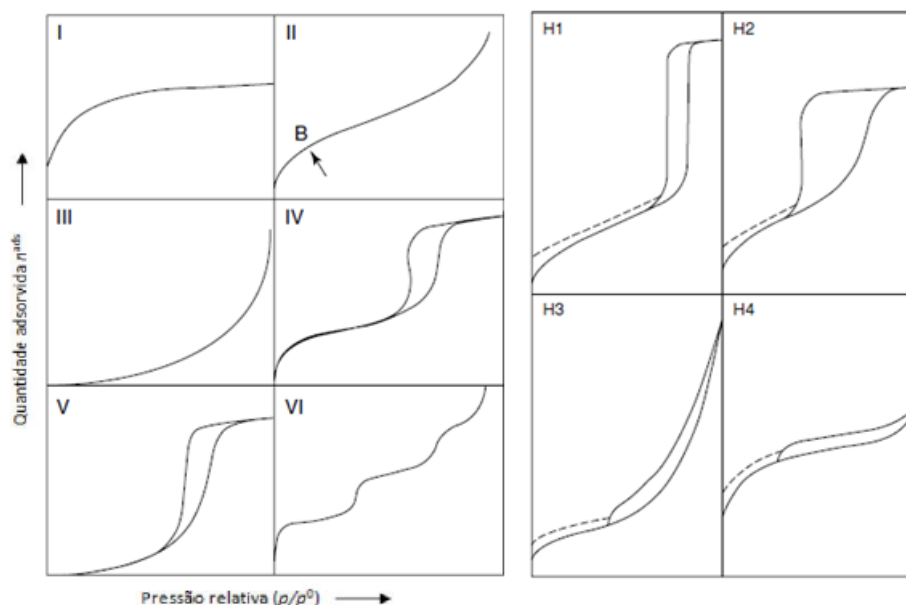 I
II
B
III
IV
V
VI
Quantidade adsorvida nᵃᵈˢ
Pressão relativa (p/p⁰)
H1
H2
H3
H4